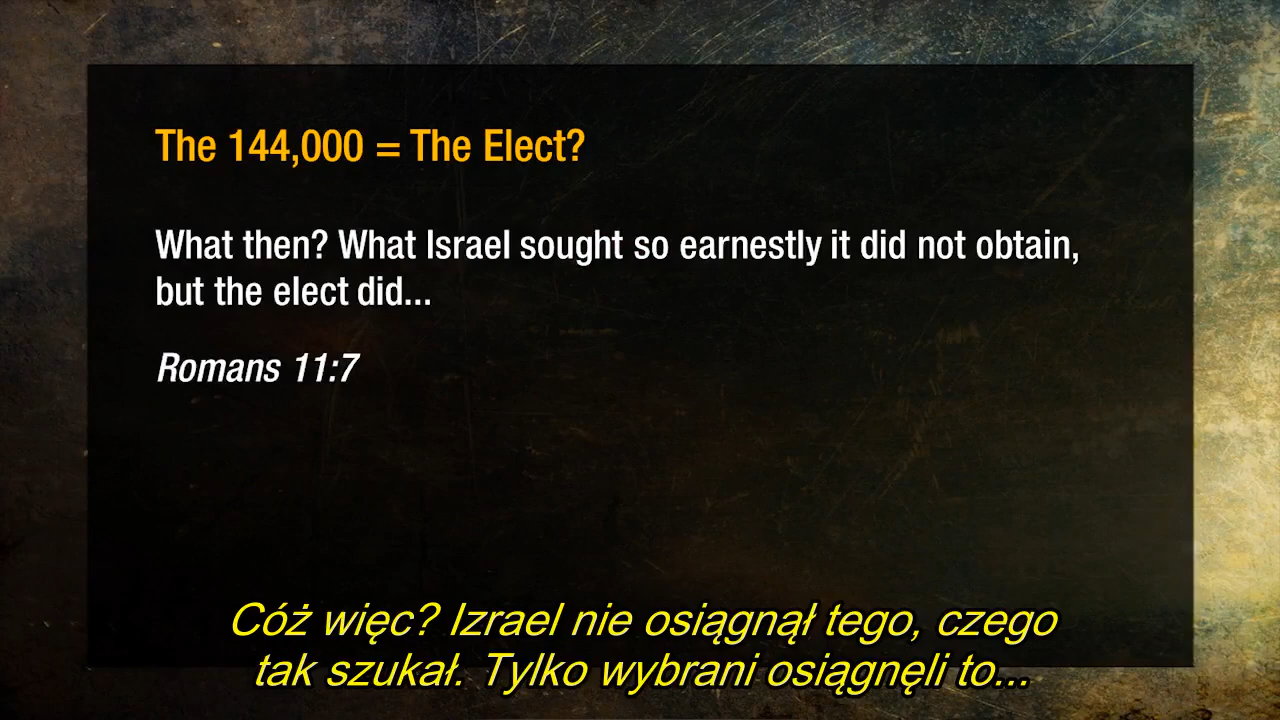 The 144,000 = The Elect?
What then? What Israel sought so earnestly it did not obtain,
but the elect did...
Romans 11:7
Cóż więc? Izrael nie osiągnął tego, czego
tak szukał. Tylko wybrani osiągnęli to...